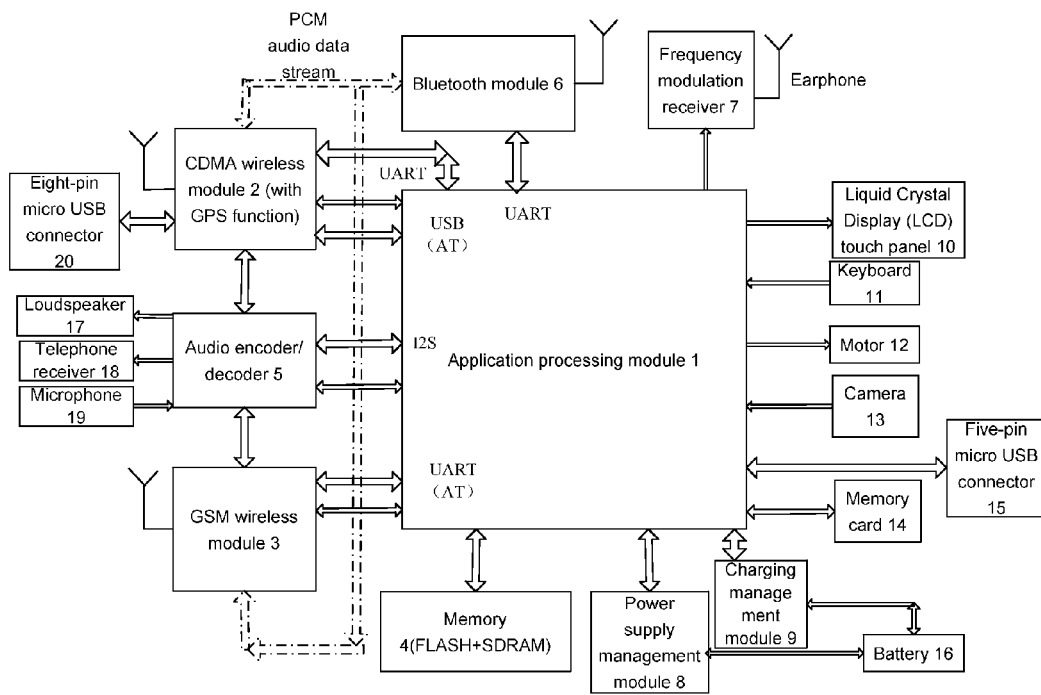 PCM
audio data
stream
Bluetooth module 6
Frequency
modulation
receiver 7
Earphone
CDMA wireless
module 2 (with
GPS function)
UART
UART
USB
(AT)
Eight-pin
micro USB
connector
20
Liquid Crystal
Display (LCD)
touch panel 10
Keyboard
11
Loudspeaker
17
Telephone
receiver 18
Microphone
19
Audio encoder/
decoder 5
I2S
Application processing module 1
Motor 12
Camera
13
Five-pin
micro USB
connector
15
UART
(AT)
GSM wireless
module 3
Memory
card 14
Memory
4(FLASH+SDRAM)
Power
supply
management
module 8
Charging
manage
ment
module 9
Battery 16